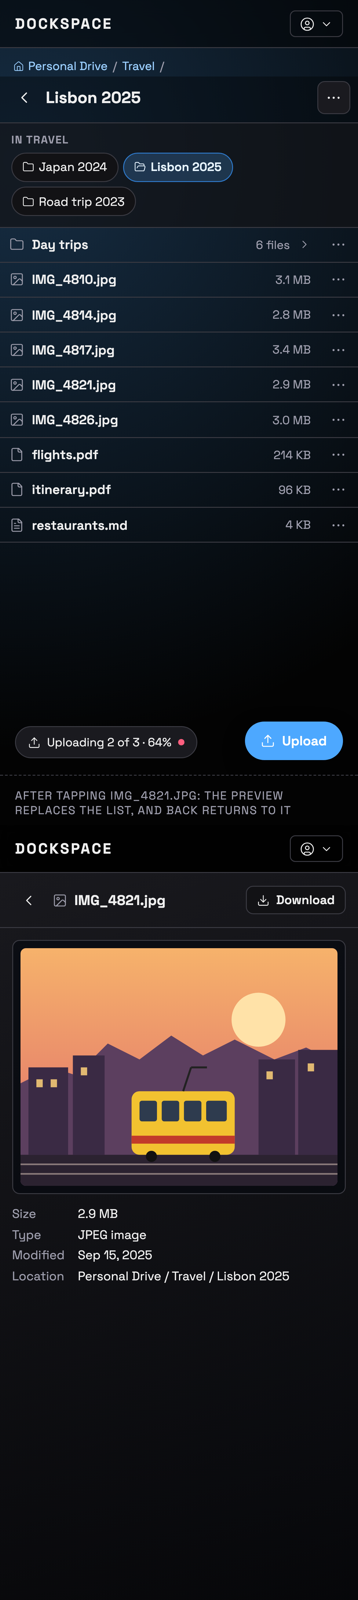 DOCKSPACE
Personal Drive / Travel /
Lisbon 2025
IN TRAVEL
Japan 2024
Lisbon 2025
Road trip 2023
Day trips 6 files
IMG_4810.jpg 3.1 MB
IMG_4814.jpg 2.8 MB
IMG_4817.jpg 3.4 MB
IMG_4821.jpg 2.9 MB
IMG_4826.jpg 3.0 MB
flights.pdf 214 KB
itinerary.pdf 96 KB
restaurants.md 4 KB
Uploading 2 of 3 · 64%
Upload
AFTER TAPPING IMG_4821.JPG: THE PREVIEW
REPLACES THE LIST, AND BACK RETURNS TO IT
DOCKSPACE
IMG_4821.jpg
Download
Size 2.9 MB
Type JPEG image
Modified Sep 15, 2025
Location Personal Drive / Travel / Lisbon 2025